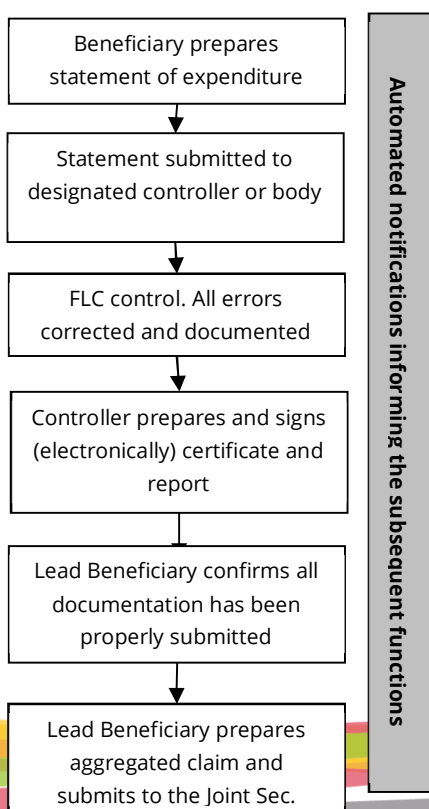 Beneficiary prepares
statement of expenditure
Statement submitted to
designated controller or body
FLC control. All errors
corrected and documented
Controller prepares and signs
(electronically) certificate and
report
Lead Beneficiary confirms all
documentation has been
properly submitted
Lead Beneficiary prepares
aggregated claim and
submits to the Joint Sec.
Automated notifications informing the subsequent functions